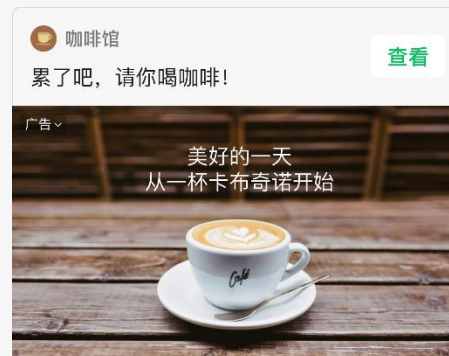 咖啡馆
查看
累了吧，请你喝咖啡！
广告
美好的一天
从一杯卡布奇诺开始
Café